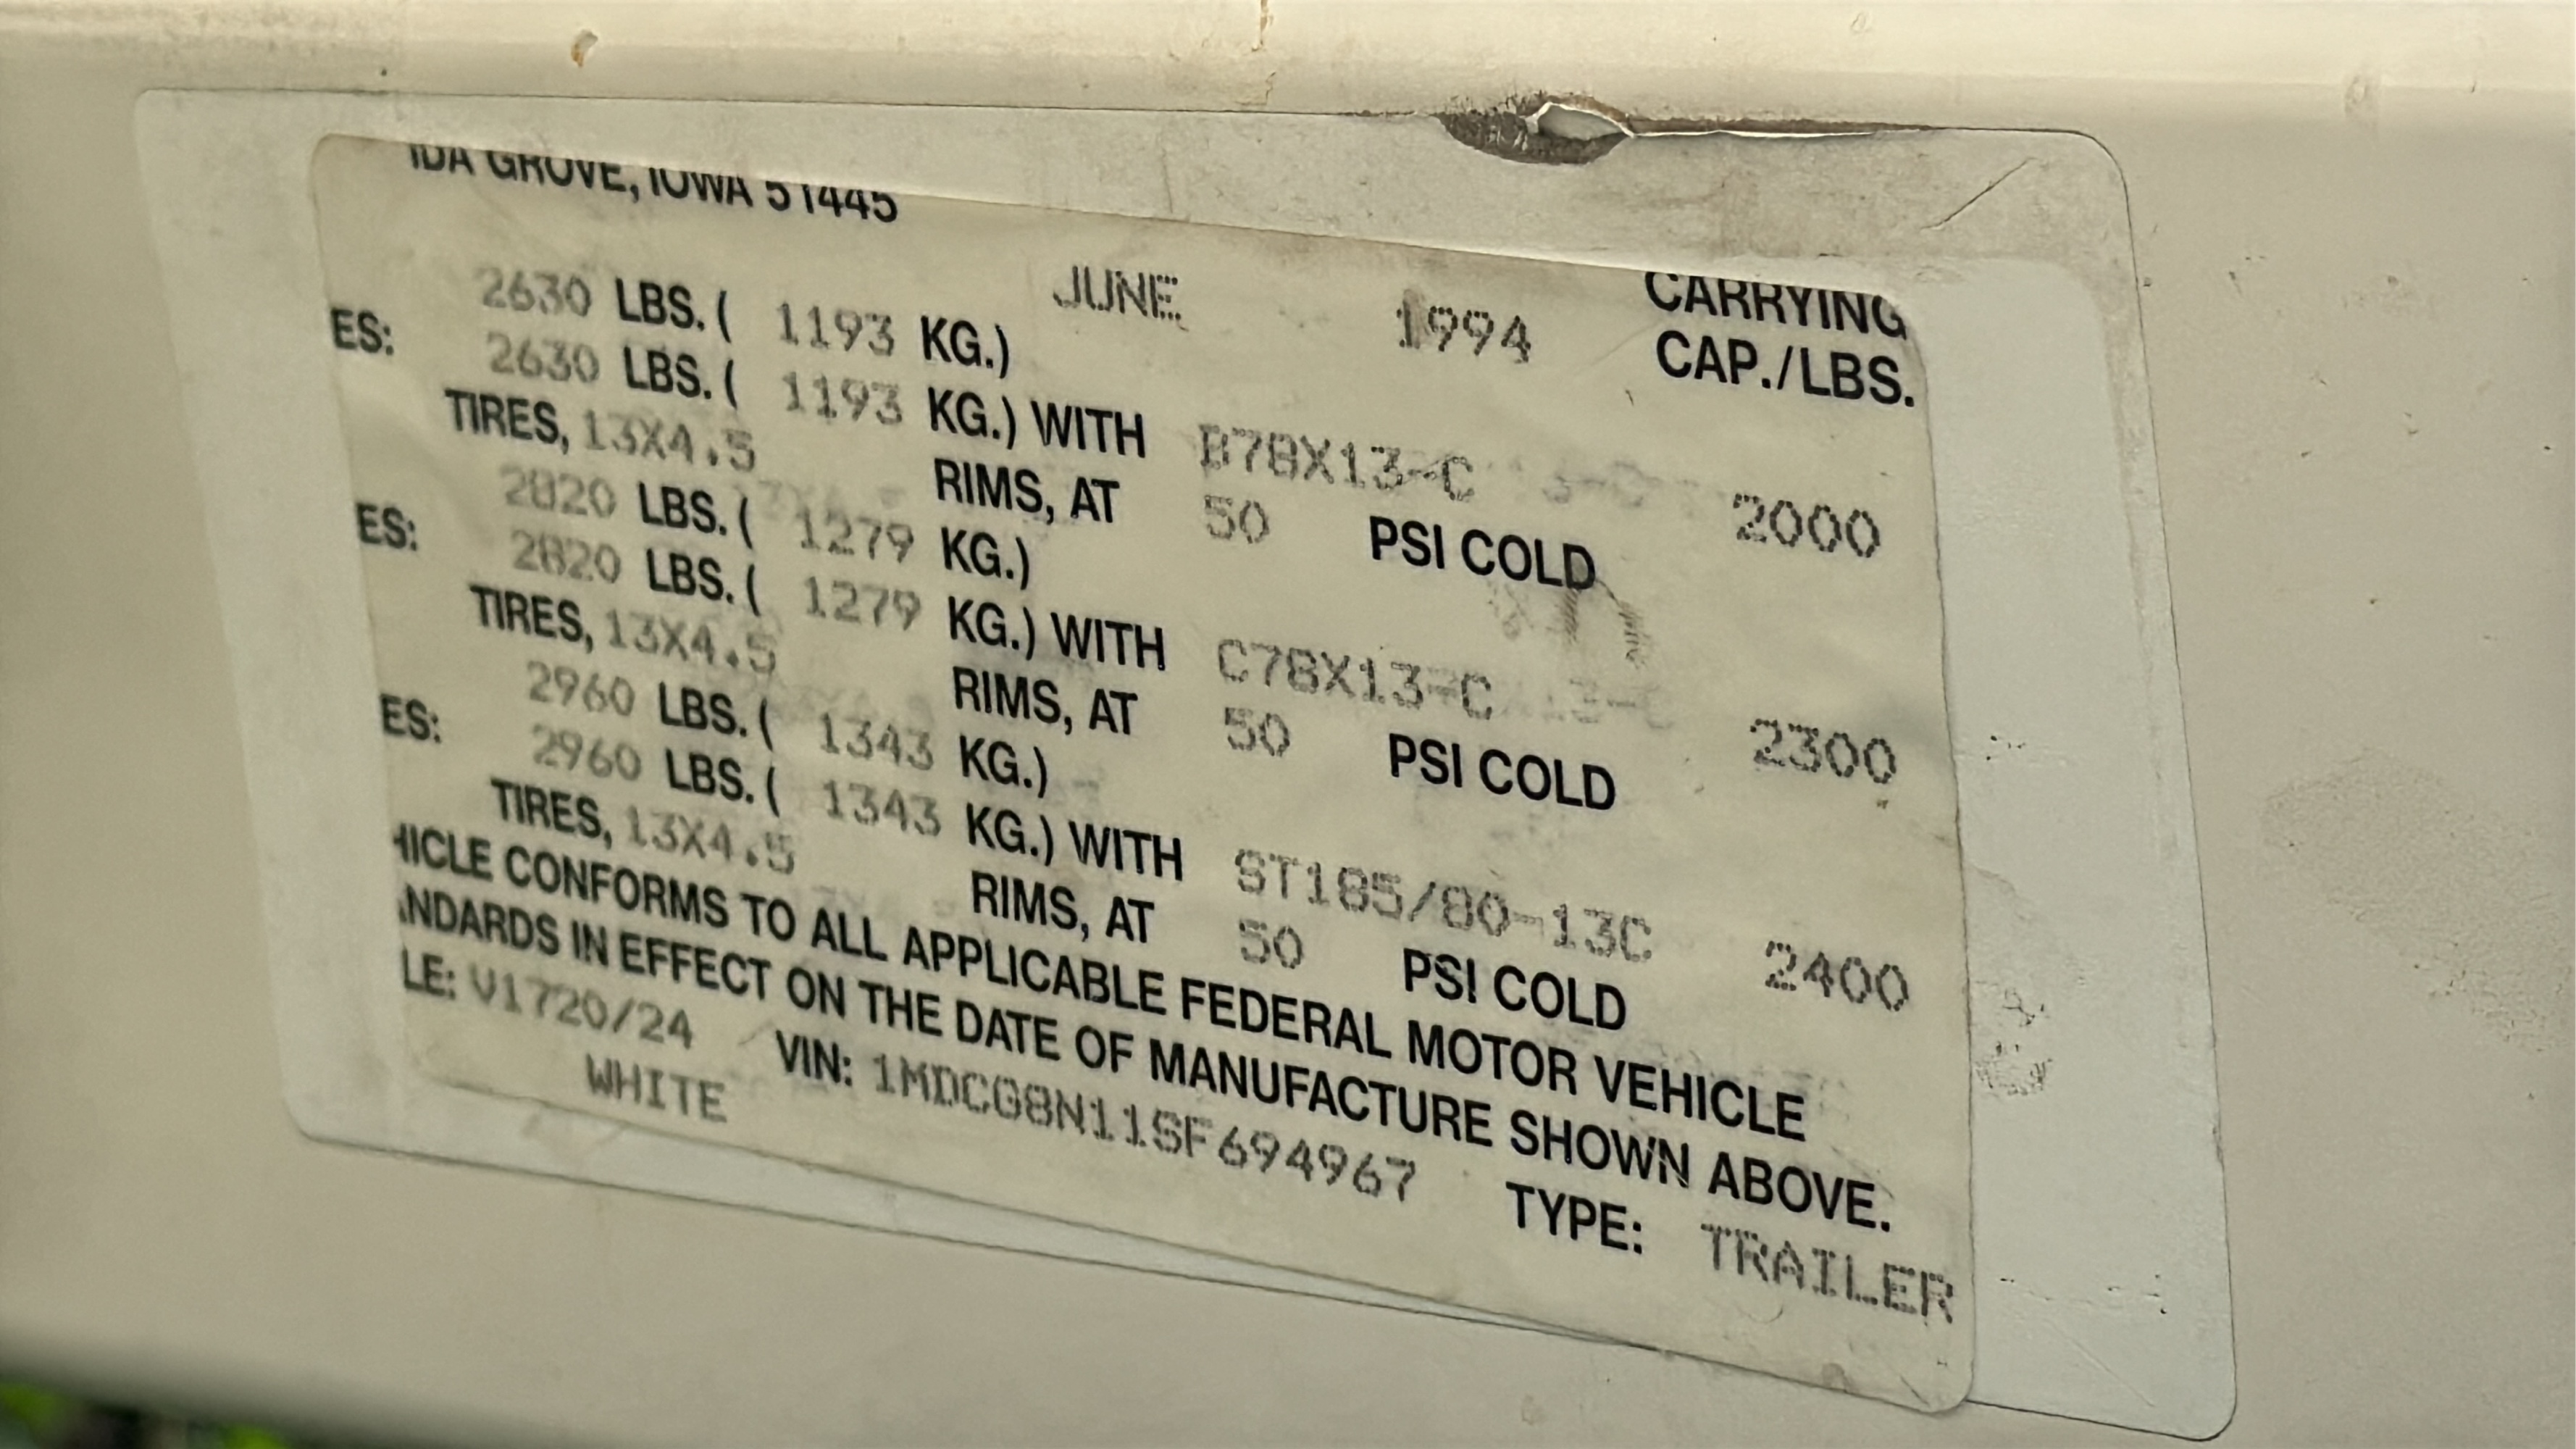 IDA GROVE, IOWA 51445
JUNE 1994 CARRYING
CAP./LBS.
2630 LBS. ( 1193 KG.)
ES: 2630 LBS. ( 1193 KG.) WITH B78X13-C 2000
TIRES, 13X4.5 RIMS, AT 50 PSI COLD
2820 LBS. ( 1279 KG.)
ES: 2820 LBS. ( 1279 KG.) WITH C78X13-C 2300
TIRES, 13X4.5 RIMS, AT 50 PSI COLD
2960 LBS. ( 1343 KG.)
ES: 2960 LBS. ( 1343 KG.) WITH ST185/80-13C 2400
TIRES, 13X4.5 RIMS, AT 50 PSI COLD
HICLE CONFORMS TO ALL APPLICABLE FEDERAL MOTOR VEHICLE
ANDARDS IN EFFECT ON THE DATE OF MANUFACTURE SHOWN ABOVE.
LE: V1720/24 VIN: 1MDCG8N11SF694967 TYPE: TRAILER
WHITE